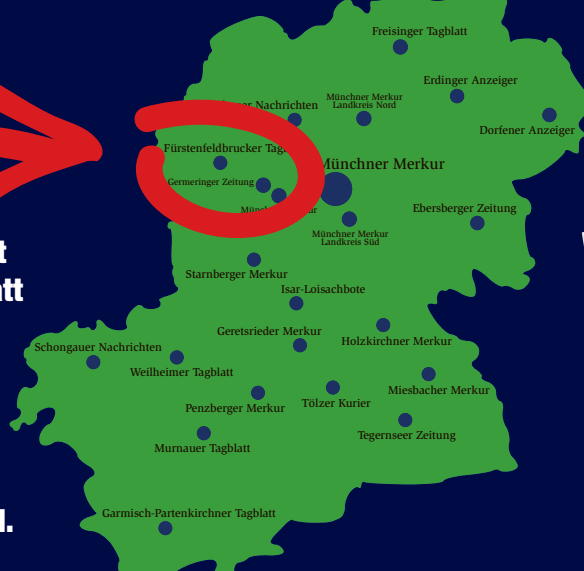 Freisinger Tagblatt
Erdinger Anzeiger
Münchner Merkur
Landkreis Nord
Nachrichten
Dorfener Anzeiger
Fürstenfeldbrucker
Münchner Merkur
Germeringer Zeitung
Ebersberger Zeitung
Münchner Merkur
Landkreis Süd
Starnberger Merkur
Isar-Loisachbote
Geretsrieder Merkur
Holzkirchner Merkur
Schongauer Nachrichten
Weilheimer Tagblatt
Miesbacher Merkur
Penzberger Merkur
Tölzer Kurier
Tegernseer Zeitung
Murnauer Tagblatt
Garmisch-Partenkirchner Tagblatt